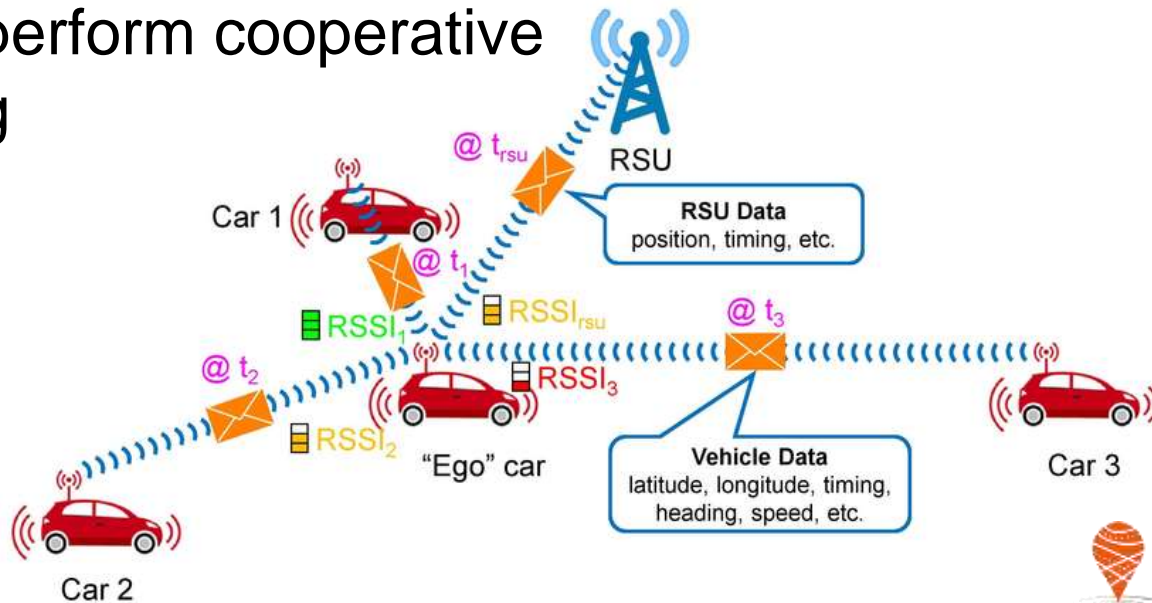 perform cooperative
g
@ t_rsu
RSU
Car 1
RSU Data
position, timing, etc.
@ t_1
RSSI_1
RSSI_rsu
@ t_3
@ t_2
RSSI_3
RSSI_2
"Ego" car
Vehicle Data
latitude, longitude, timing,
heading, speed, etc.
Car 3
Car 2